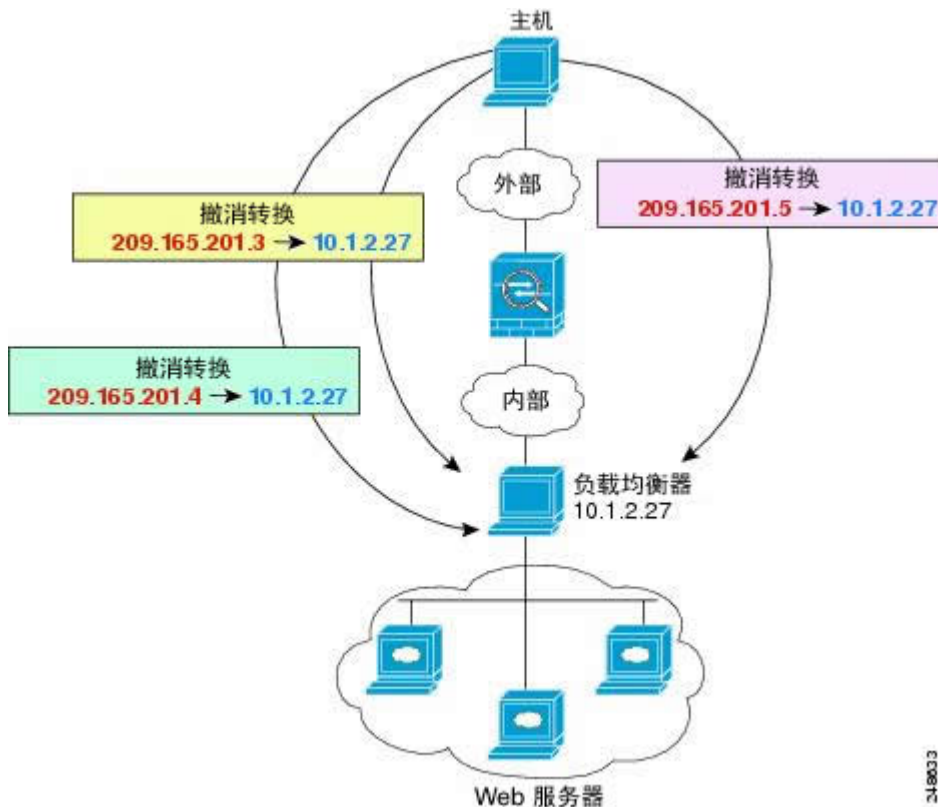 主机
外部
撤消转换
209.165.201.3 → 10.1.2.27
撤消转换
209.165.201.5 → 10.1.2.27
撤消转换
209.165.201.4 → 10.1.2.27
内部
负载均衡器
10.1.2.27
Web 服务器
248633